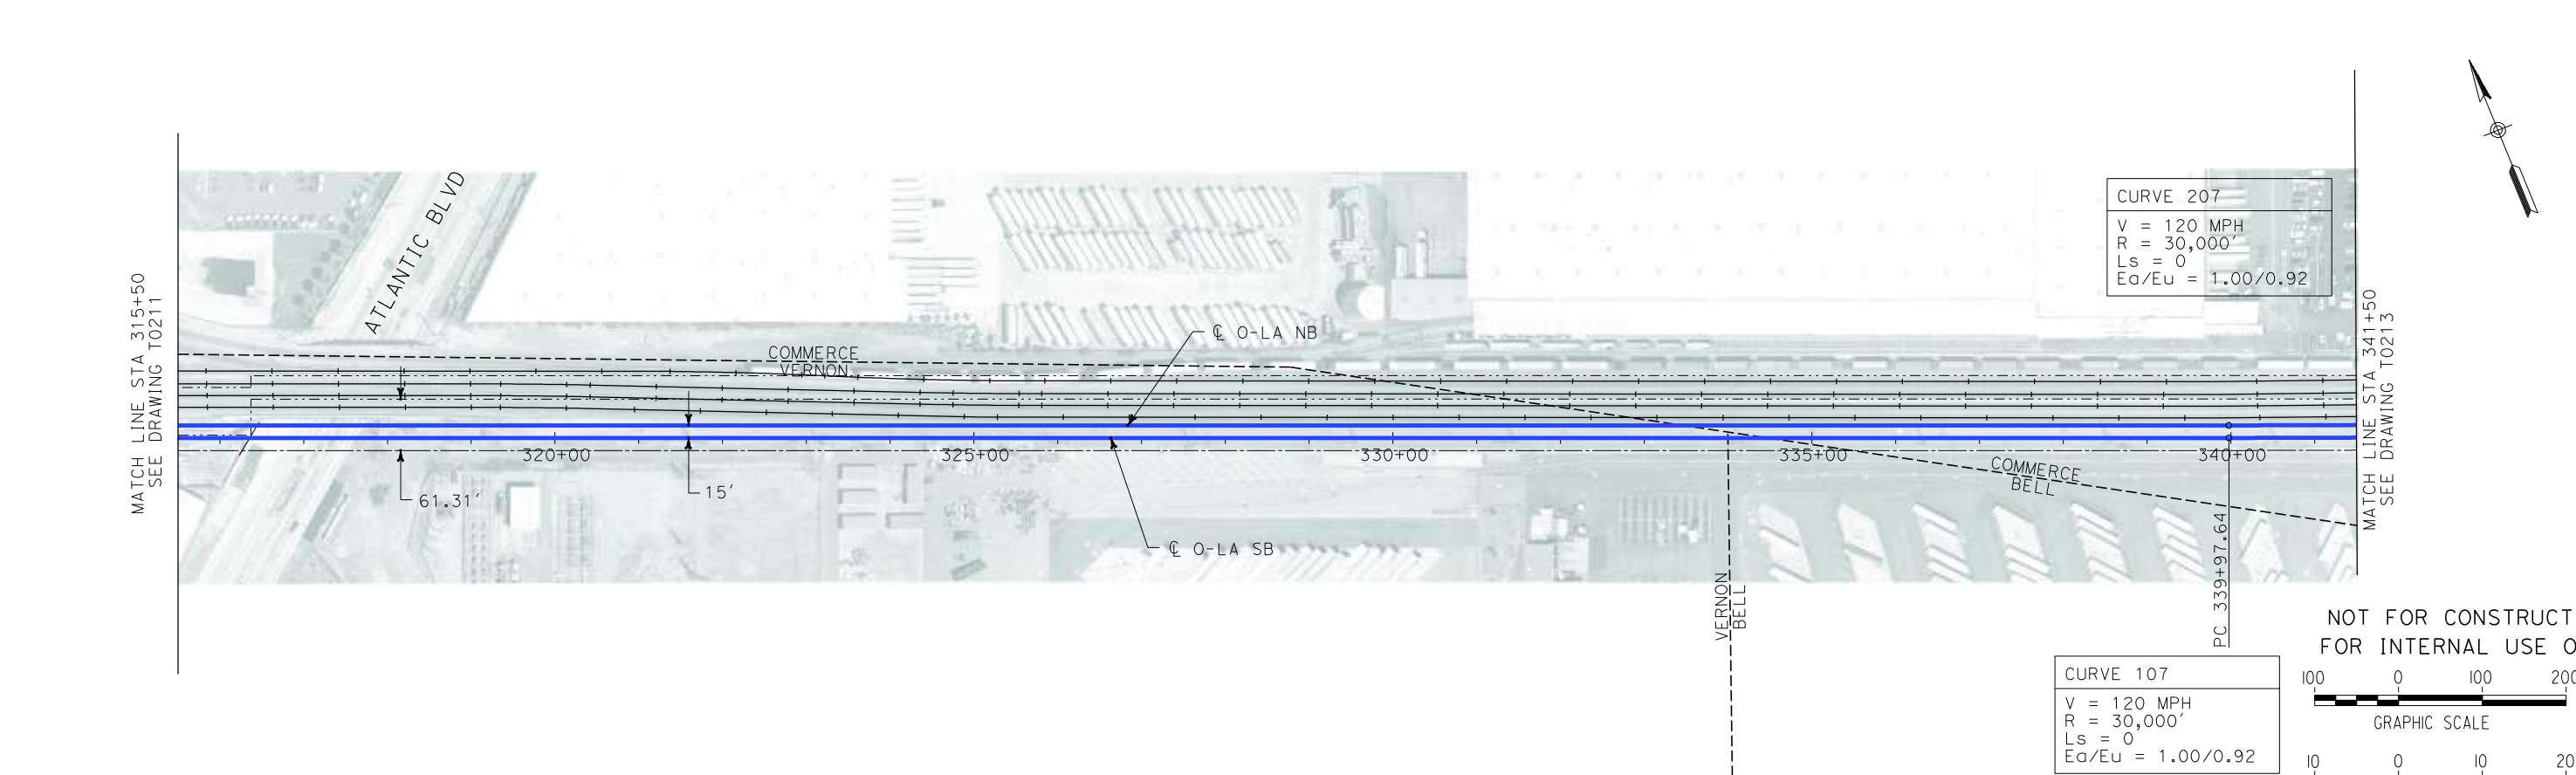 MATCH LINE STA 315+50
SEE DRAWING TO211
ATLANTIC BLVD
COMMERCE
VERNON
℄ O-LA NB
CURVE 207
V = 120 MPH
R = 30,000′
Ls = 0
Ea/Eu = 1.00/0.92
MATCH LINE STA 341+50
SEE DRAWING TO213
320+00
325+00
330+00
335+00
340+00
61.31′
15′
℄ O-LA SB
COMMERCE
BELL
VERNON
BELL
PC 339+97.64
NOT FOR CONSTRUCT
FOR INTERNAL USE O
CURVE 107
V = 120 MPH
R = 30,000′
Ls = 0
Ea/Eu = 1.00/0.92
100 0 100 200
GRAPHIC SCALE
10 0 10 20